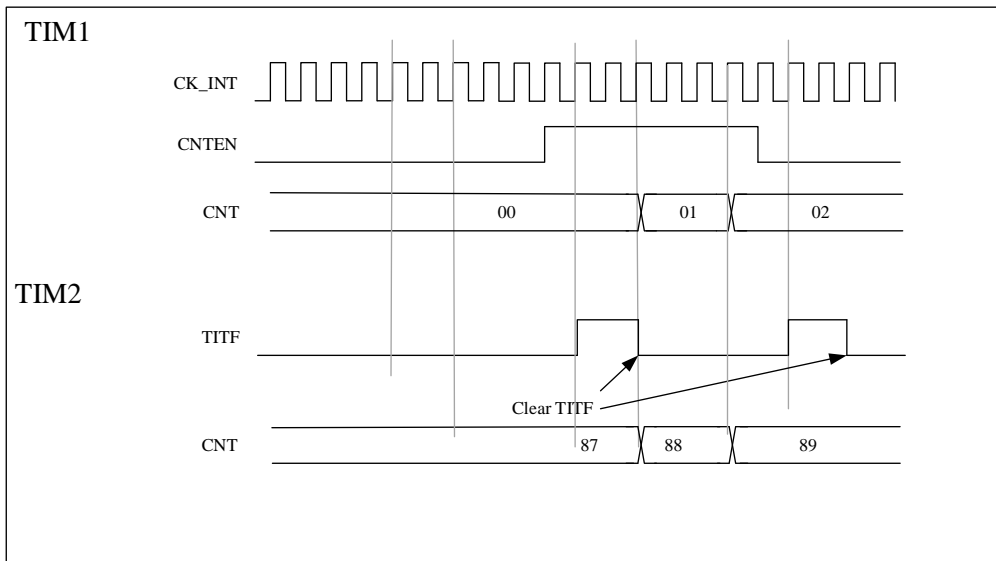 TIM1
CK_INT
CNTEN
CNT
00
01
02
TIM2
TITF
Clear TITF
CNT
87
88
89